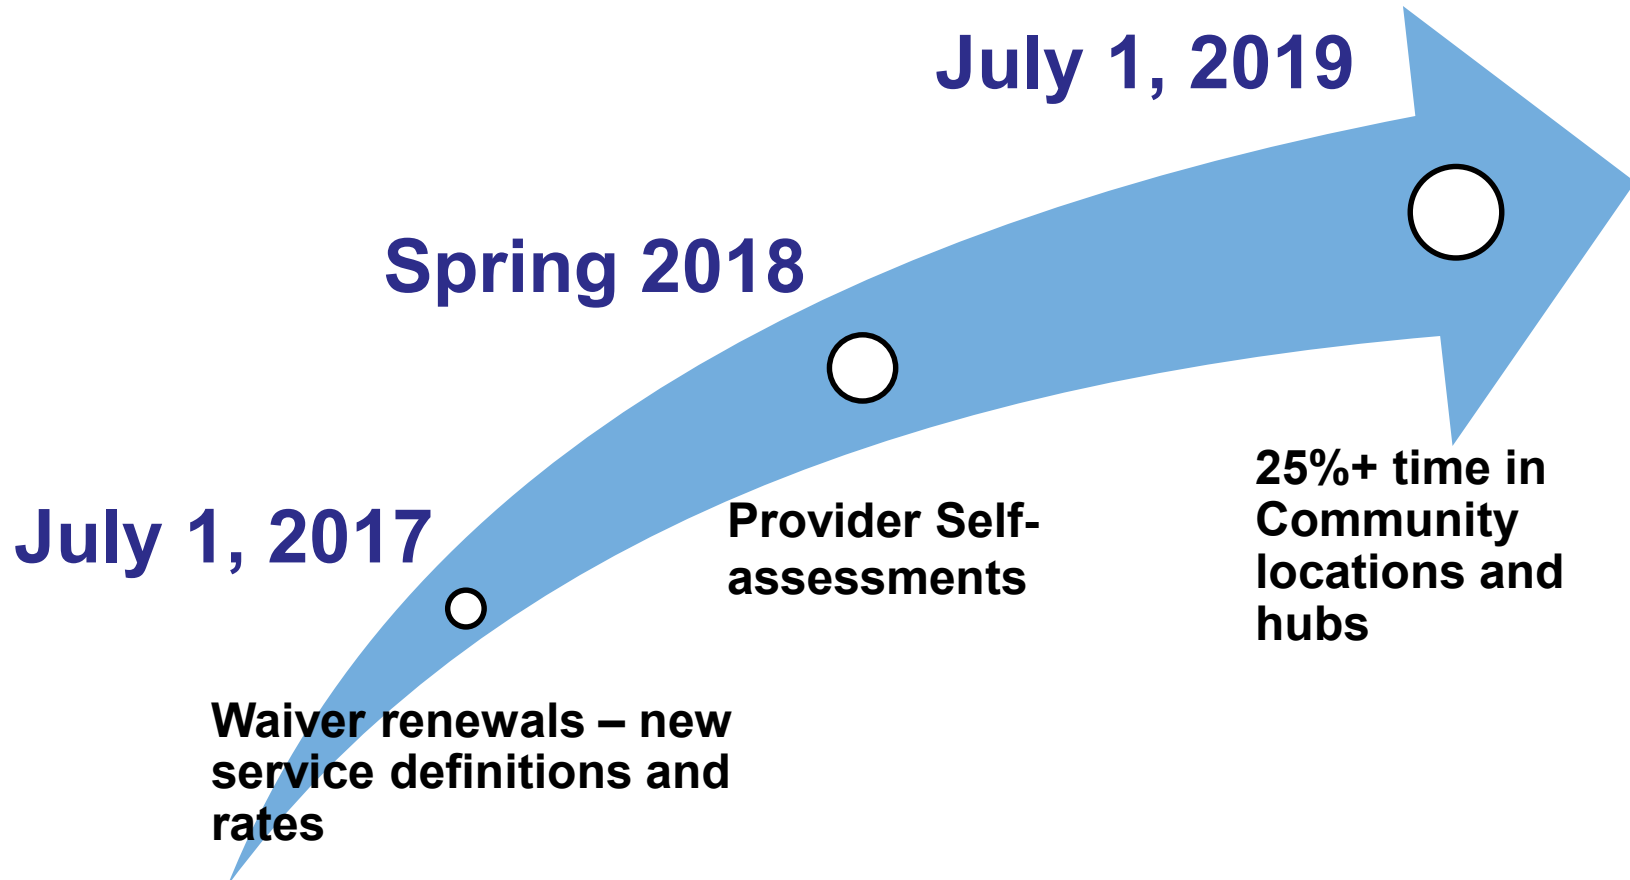 July 1, 2017
Waiver renewals – new
service definitions and
rates
Spring 2018
Provider Self-
assessments
July 1, 2019
25%+ time in
Community
locations and
hubs